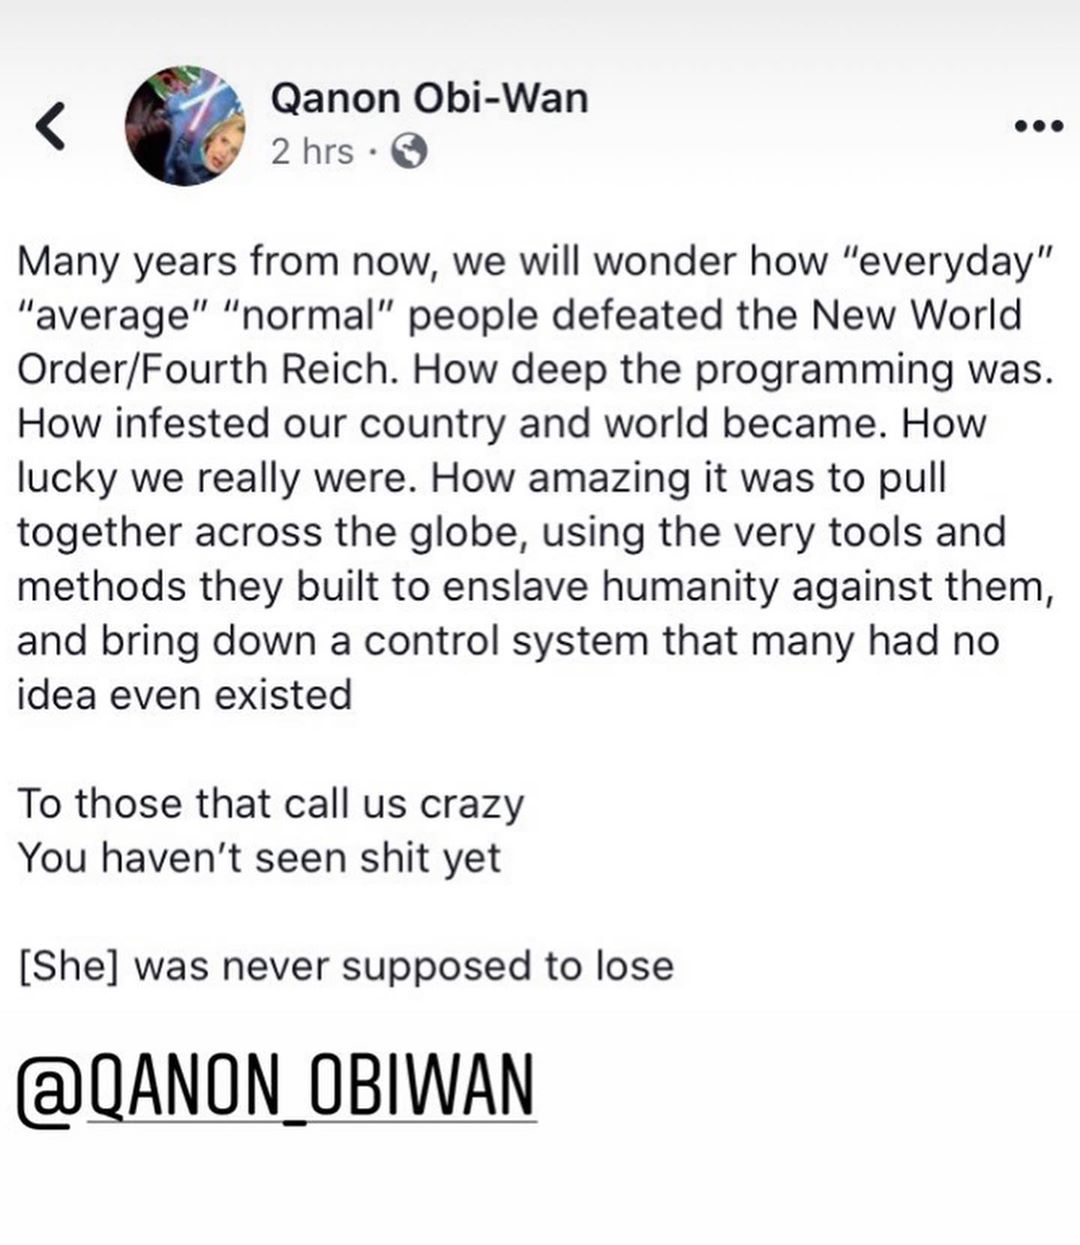 Qanon Obi-Wan
2 hrs ·
Many years from now, we will wonder how “everyday”
“average” “normal” people defeated the New World
Order/Fourth Reich. How deep the programming was.
How infested our country and world became. How
lucky we really were. How amazing it was to pull
together across the globe, using the very tools and
methods they built to enslave humanity against them,
and bring down a control system that many had no
idea even existed
To those that call us crazy
You haven’t seen shit yet
[She] was never supposed to lose
@QANON_OBIWAN